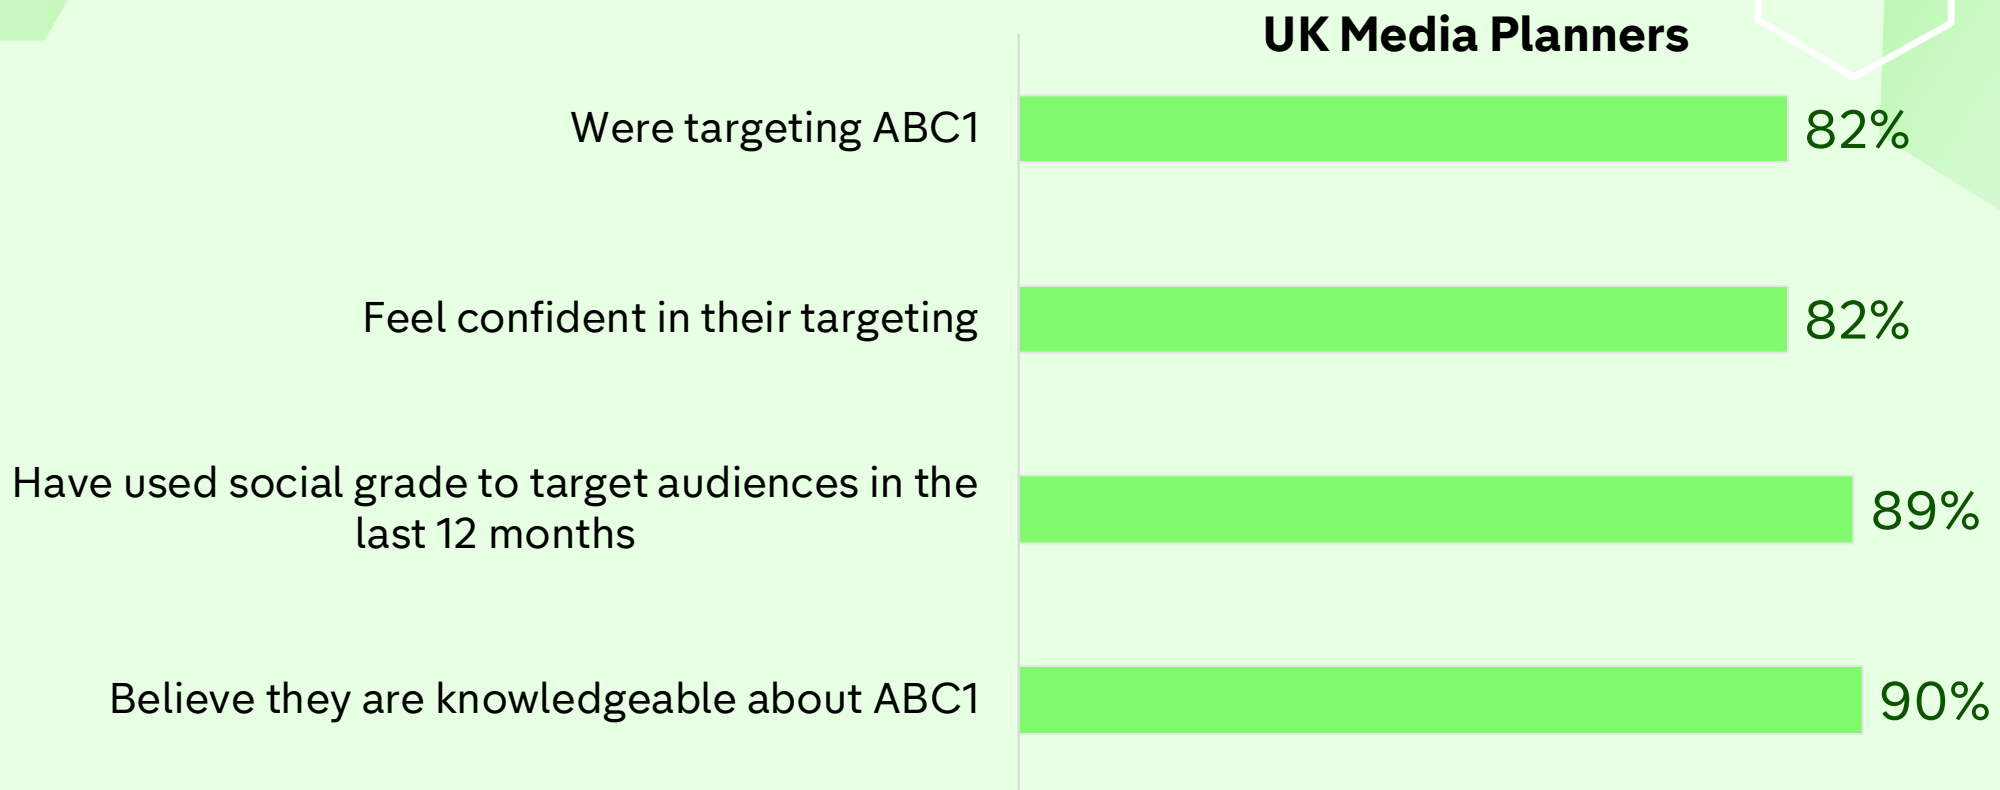 UK Media Planners
Were targeting ABC1
82%
Feel confident in their targeting
82%
Have used social grade to target audiences in the
last 12 months
89%
Believe they are knowledgeable about ABC1
90%